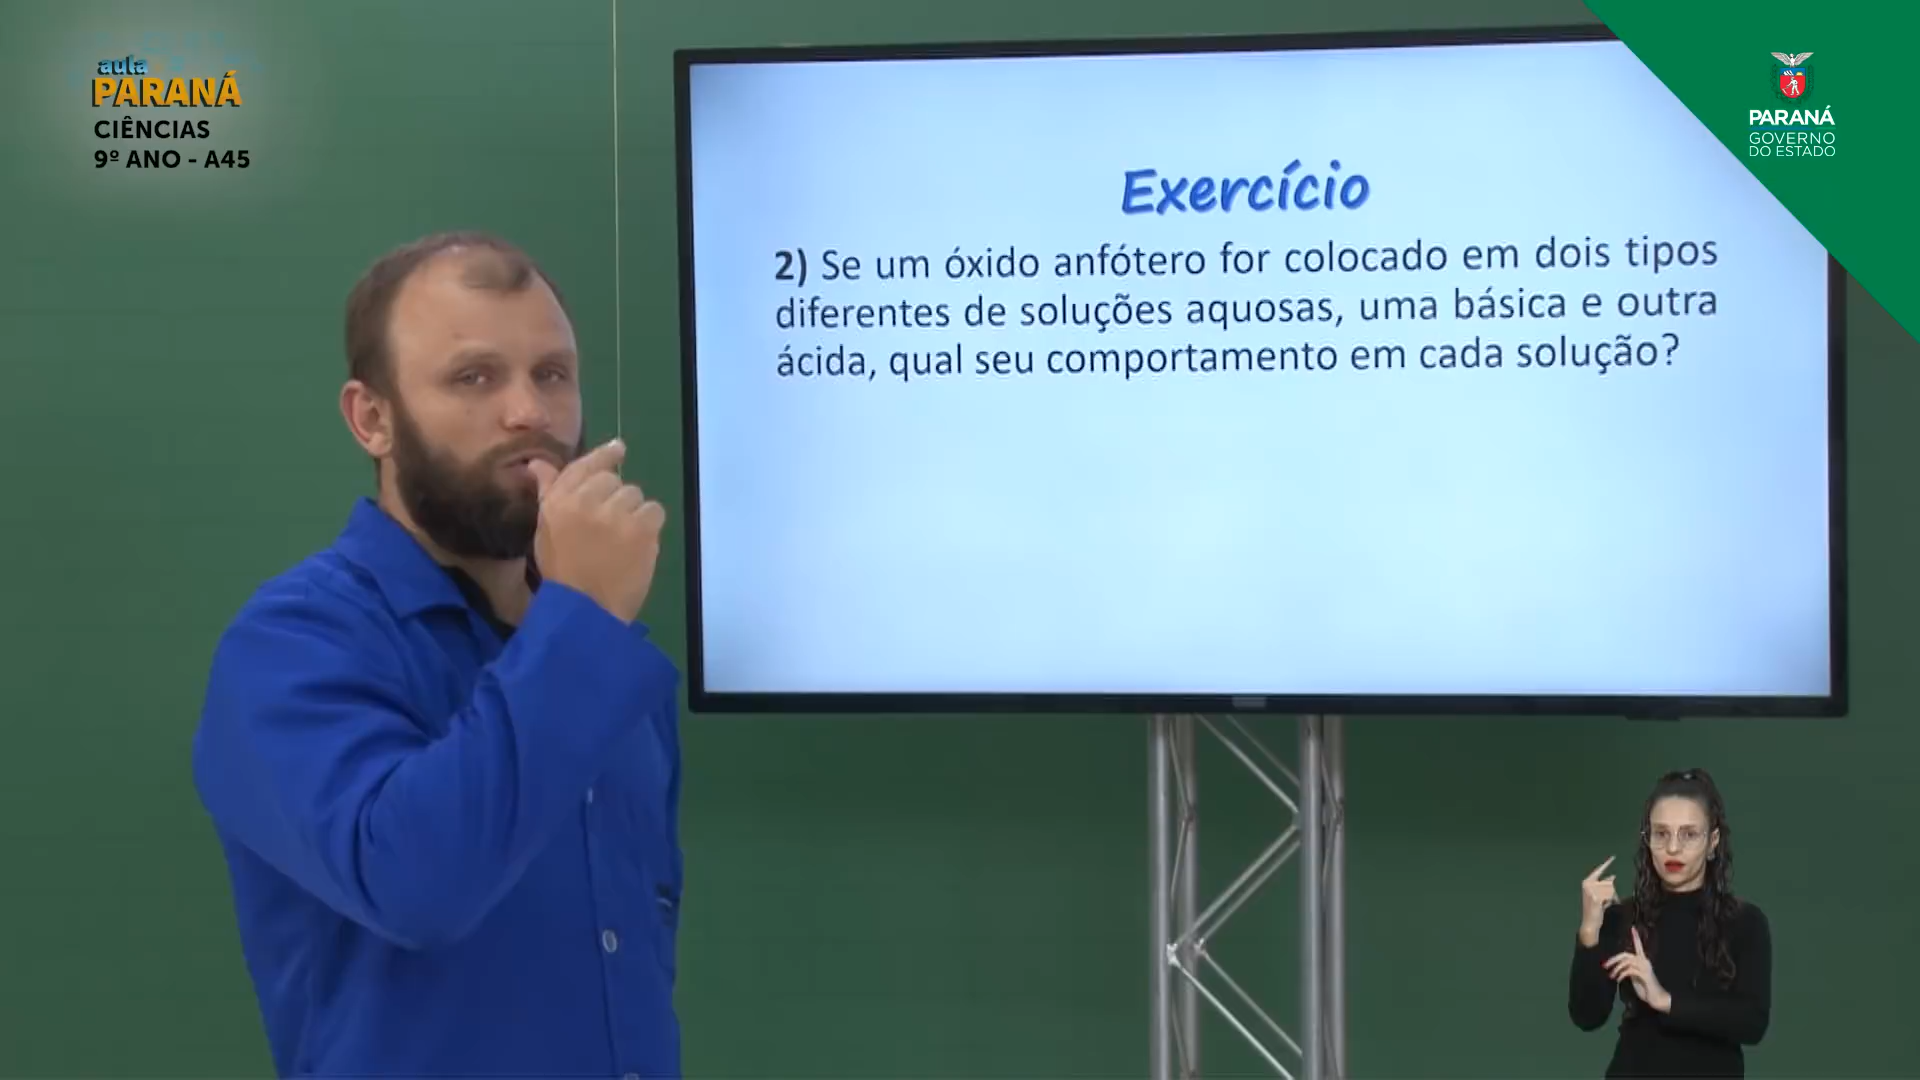 aula
PARANÁ
CIÊNCIAS
9º ANO - A45
PARANÁ
GOVERNO
DO ESTADO
Exercício
2) Se um óxido anfótero for colocado em dois tipos
diferentes de soluções aquosas, uma básica e outra
ácida, qual seu comportamento em cada solução?